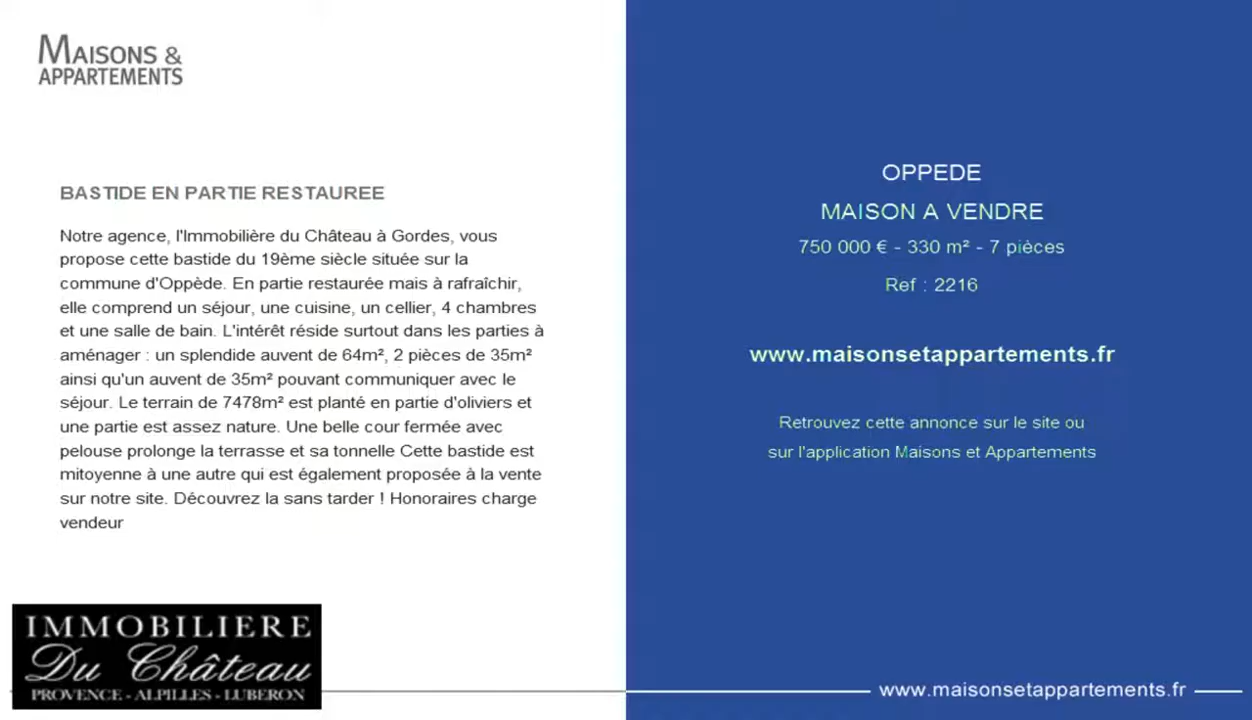 MAISONS &
APPARTEMENTS
BASTIDE EN PARTIE RESTAUREE
Notre agence, l'Immobilière du Château à Gordes, vous
propose cette bastide du 19ème siècle située sur la
commune d'Oppède. En partie restaurée mais à rafraîchir,
elle comprend un séjour, une cuisine, un cellier, 4 chambres
et une salle de bain. L'intérêt réside surtout dans les parties à
aménager : un splendide auvent de 64m², 2 pièces de 35m²
ainsi qu'un auvent de 35m² pouvant communiquer avec le
séjour. Le terrain de 7478m² est planté en partie d'oliviers et
une partie est assez nature. Une belle cour fermée avec
pelouse prolonge la terrasse et sa tonnelle Cette bastide est
mitoyenne à une autre qui est également proposée à la vente
sur notre site. Découvrez la sans tarder ! Honoraires charge
vendeur
IMMOBILIERE
Du Château
PROVENCE - ALPILLES - LUBERON
OPPEDE
MAISON A VENDRE
750 000 € - 330 m² - 7 pièces
Ref : 2216
www.maisonsetappartements.fr
Retrouvez cette annonce sur le site ou
sur l'application Maisons et Appartements
www.maisonsetappartements.fr